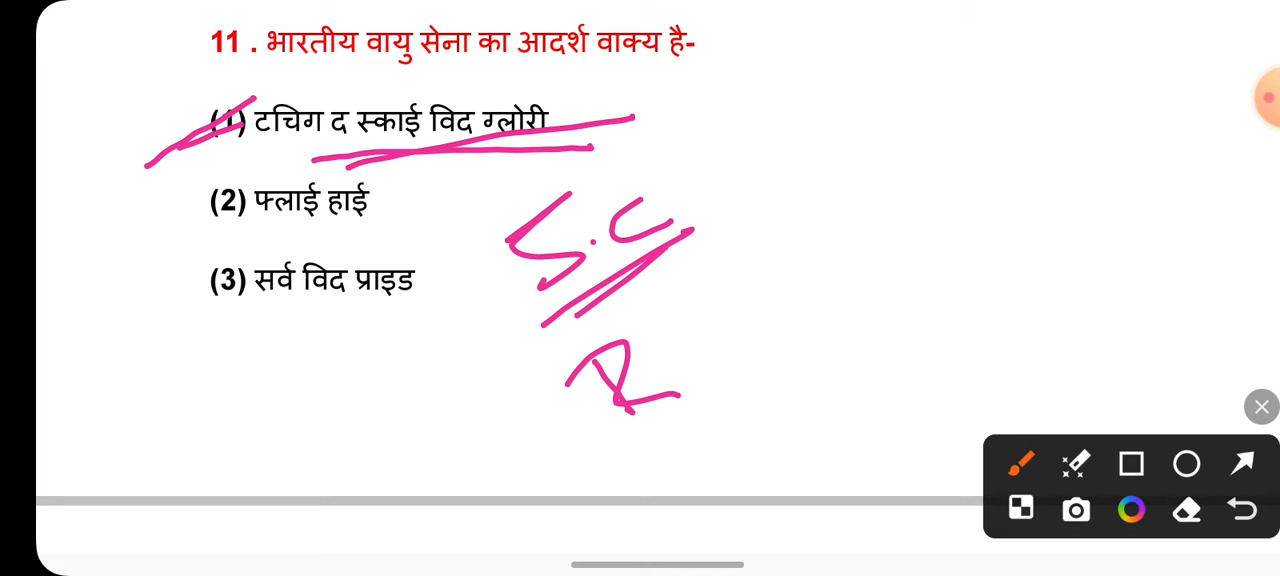 11 . भारतीय वायु सेना का आदर्श वाक्य है-
(1) टचिग द स्काई विद ग्लोरी
(2) फ्लाई हाई
S.C
(3) सर्व विद प्राइड